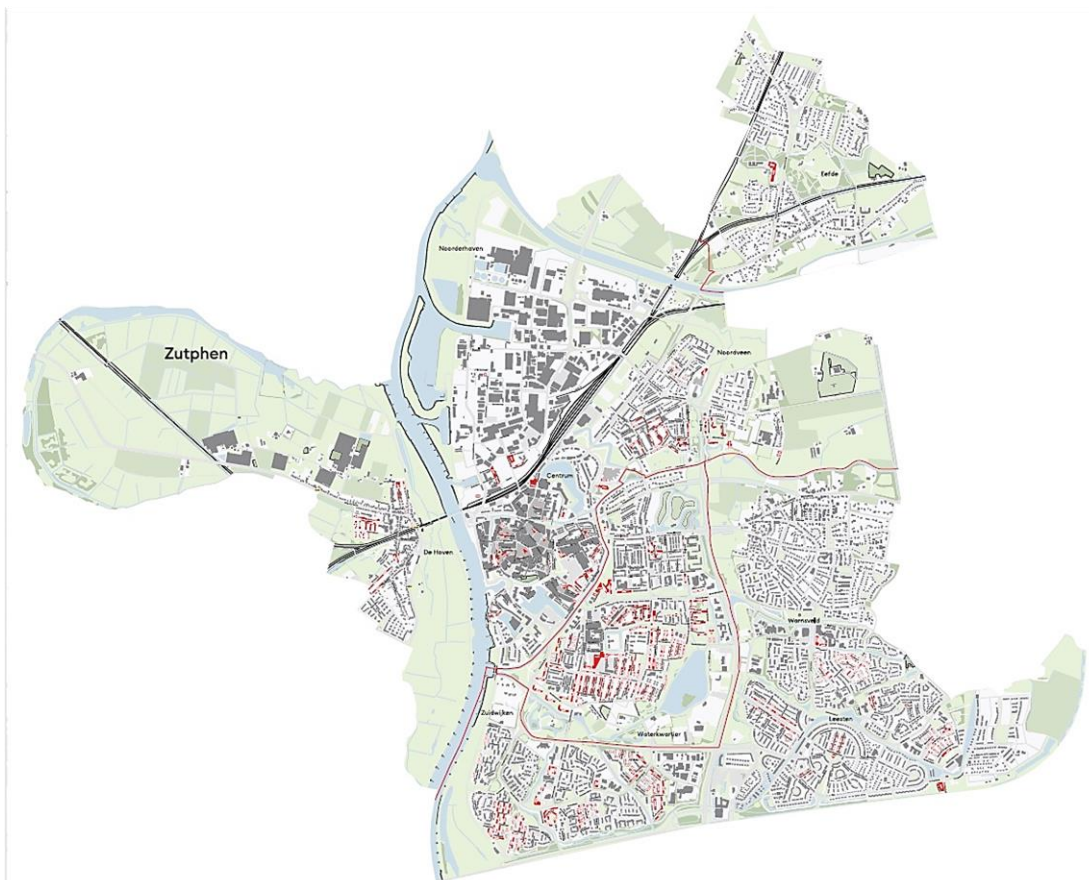 Eefde
Noorderhaven
Zutphen
Noordveen
Centrum
De Hoven
Warnsveld
Zuidwijken
Leesten
Waterkwartier